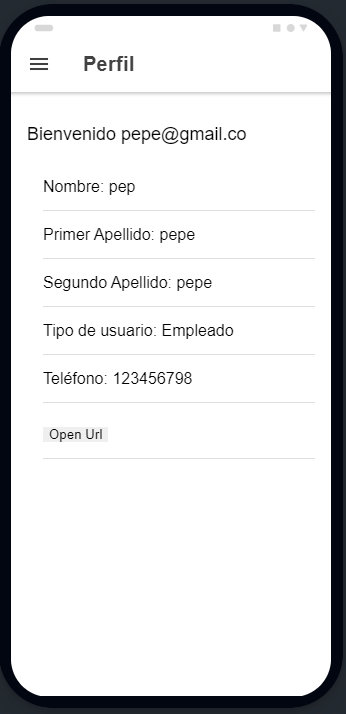 Perfil
Bienvenido pepe@gmail.co
Nombre: pep
Primer Apellido: pepe
Segundo Apellido: pepe
Tipo de usuario: Empleado
Teléfono: 123456798
Open Url